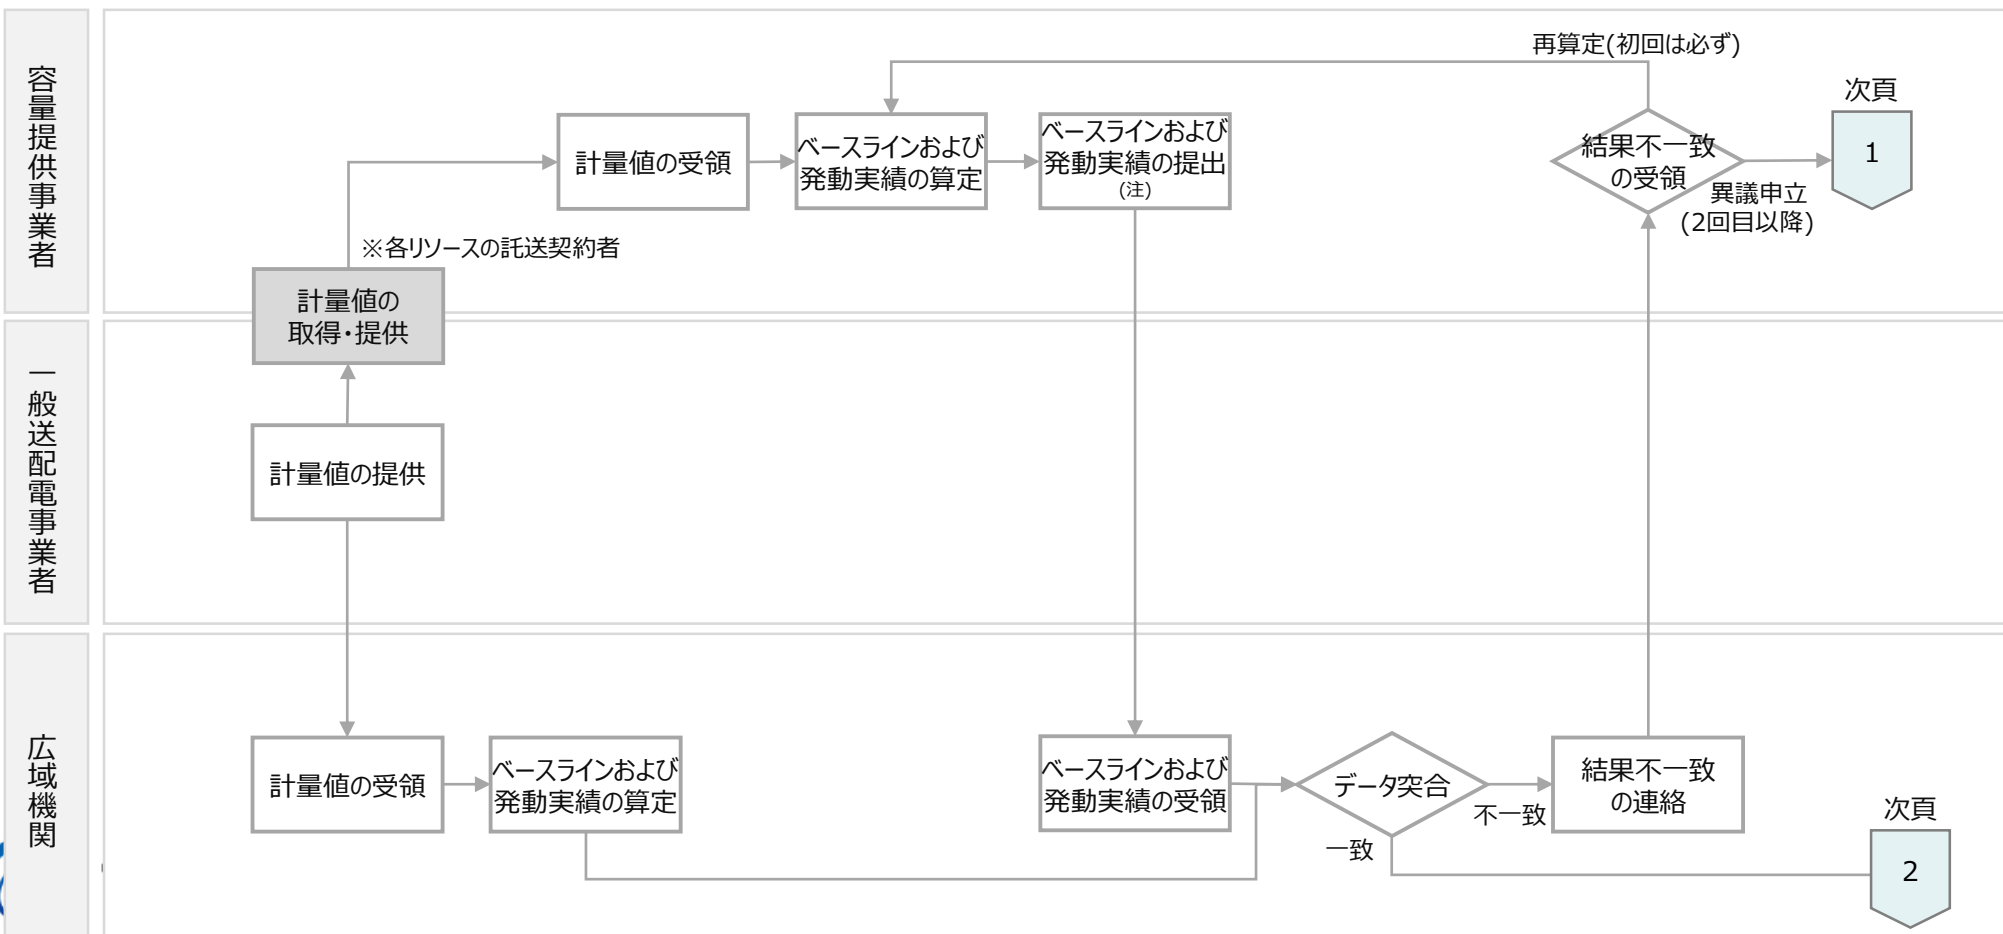 容量提供事業者
再算定(初回は必ず)
次頁
計量値の受領
ベースラインおよび
発動実績の算定
ベースラインおよび
発動実績の提出
(注)
結果不一致
の受領
1
異議申立
(2回目以降)
※各リソースの託送契約者
計量値の
取得・提供
一般送配電事業者
計量値の提供
広域機関
計量値の受領
ベースラインおよび
発動実績の算定
ベースラインおよび
発動実績の受領
データ突合
不一致
一致
結果不一致
の連絡
次頁
2